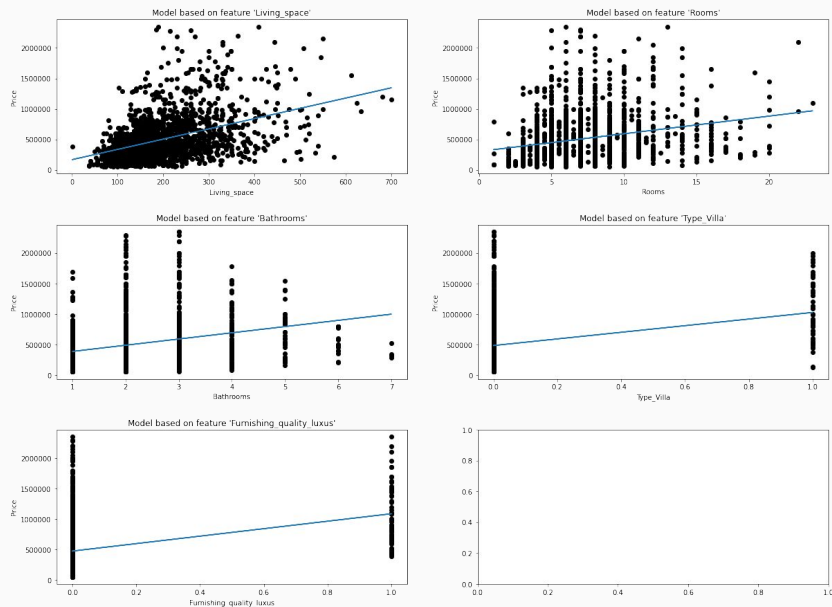 Model based on feature 'Living_space'
Price
2000000
1500000
1000000
500000
0
0 100 200 300 400 500 600 700
Living_space
Model based on feature 'Rooms'
Price
2000000
1500000
1000000
500000
0
0 5 10 15 20
Rooms
Model based on feature 'Bathrooms'
Price
2000000
1500000
1000000
500000
0
1 2 3 4 5 6 7
Bathrooms
Model based on feature 'Type_Villa'
Price
2000000
1500000
1000000
500000
0
0.0 0.2 0.4 0.6 0.8 1.0
Type_Villa
Model based on feature 'Furnishing_quality_luxus'
Price
2000000
1500000
1000000
500000
0
0.0 0.2 0.4 0.6 0.8 1.0
Furnishing_quality_luxus
1.0
0.8
0.6
0.4
0.2
0.0
0.0 0.2 0.4 0.6 0.8 1.0